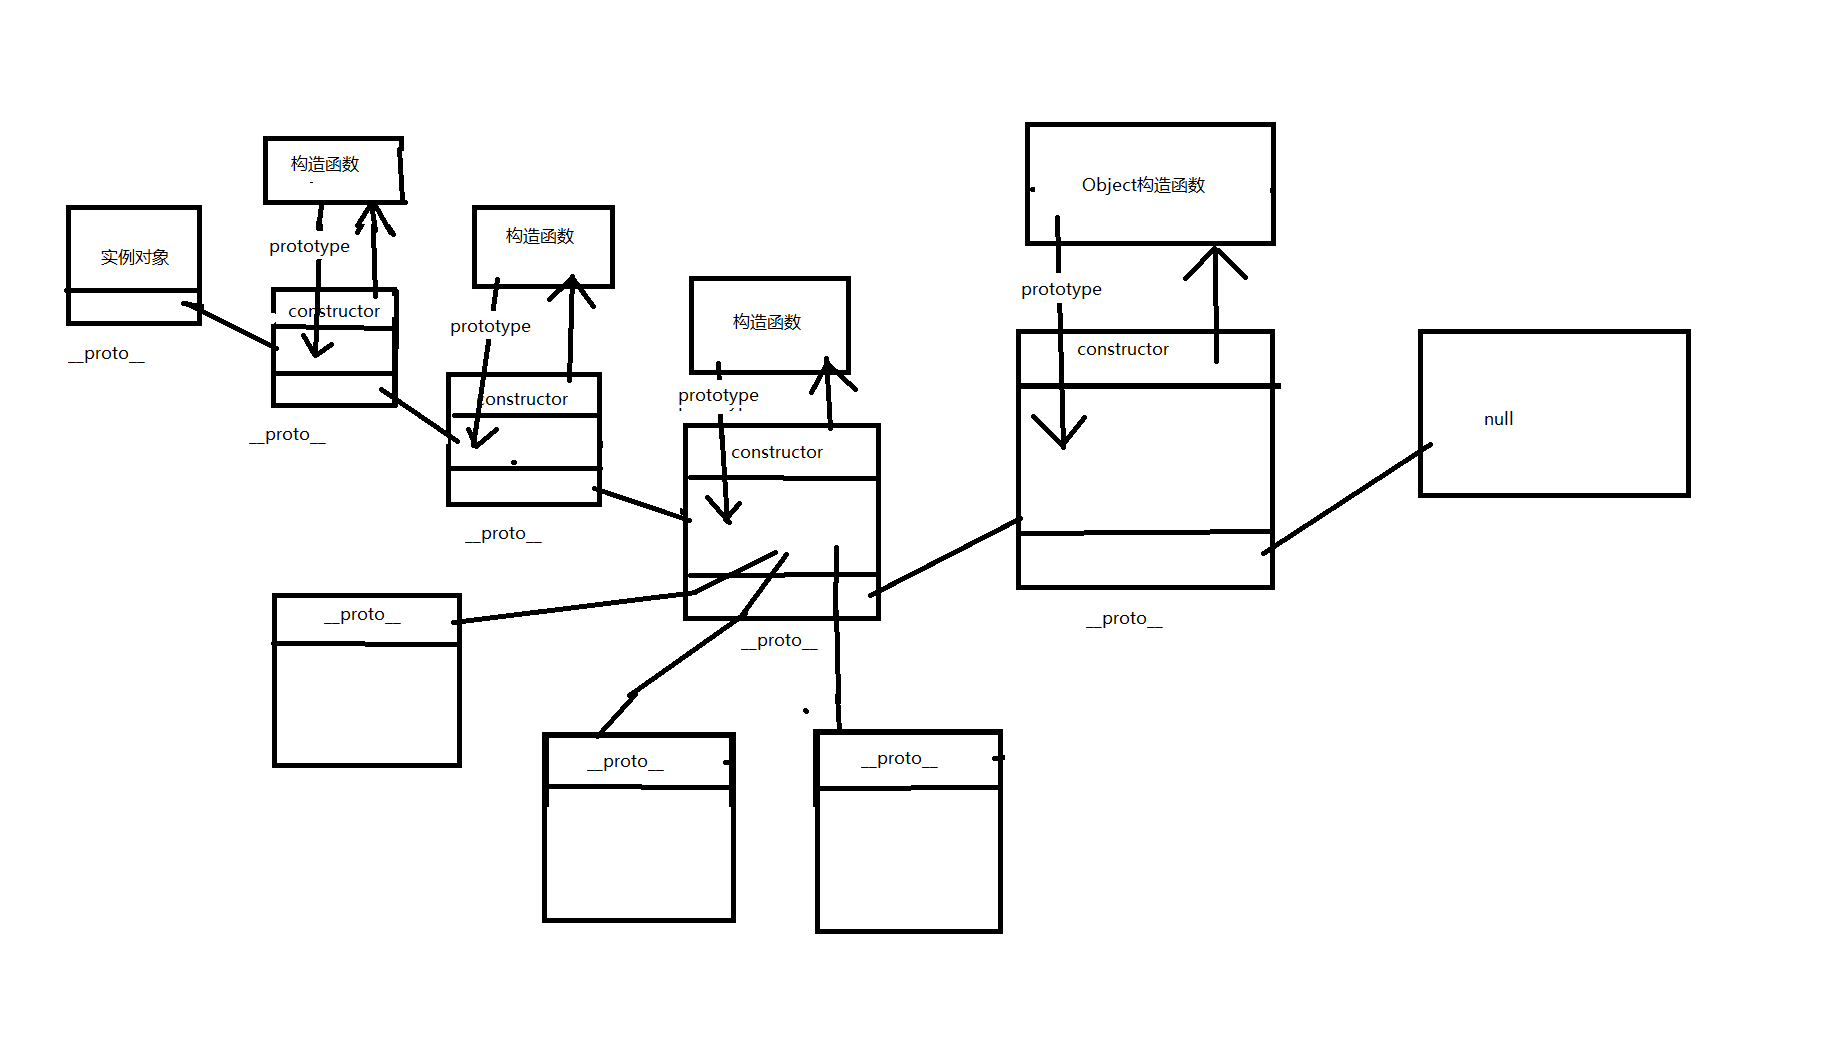 构造函数
实例对象
prototype
constructor
__proto__
__proto__
构造函数
prototype
constructor
__proto__
构造函数
prototype
constructor
__proto__
Object构造函数
prototype
constructor
__proto__
null
__proto__
__proto__
__proto__